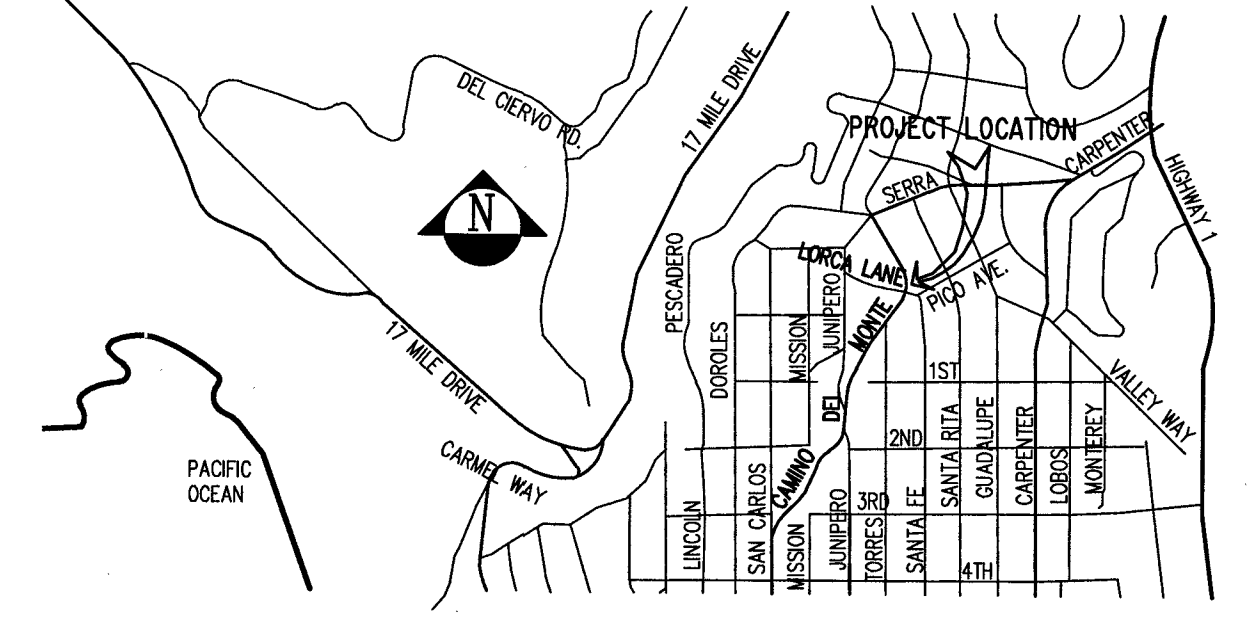 DEL CIERVO RD.
17 MILE DRIVE
PROJECT LOCATION
CARPENTER
SERRA
HIGHWAY 1
N
LORCA LANE
PICO AVE.
PESCADERO
DOROLES
MISSION
JUNIPERO
CAMINO DEL MONTE
17 MILE DRIVE
1ST
VALLEY WAY
2ND
SANTA RITA
GUADALUPE
CARPENTER
LOBOS
MONTEREY
CARMEL WAY
PACIFIC
OCEAN
LINCOLN
SAN CARLOS
MISSION
JUNIPERO
3RD
TORRES
SANTA FE
4TH